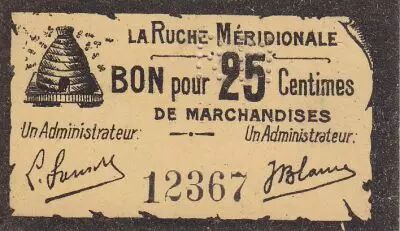 LA RUCHE MÉRIDIONALE
BON pour 25 Centimes
DE MARCHANDISES
Un Administrateur: Un Administrateur:
12367